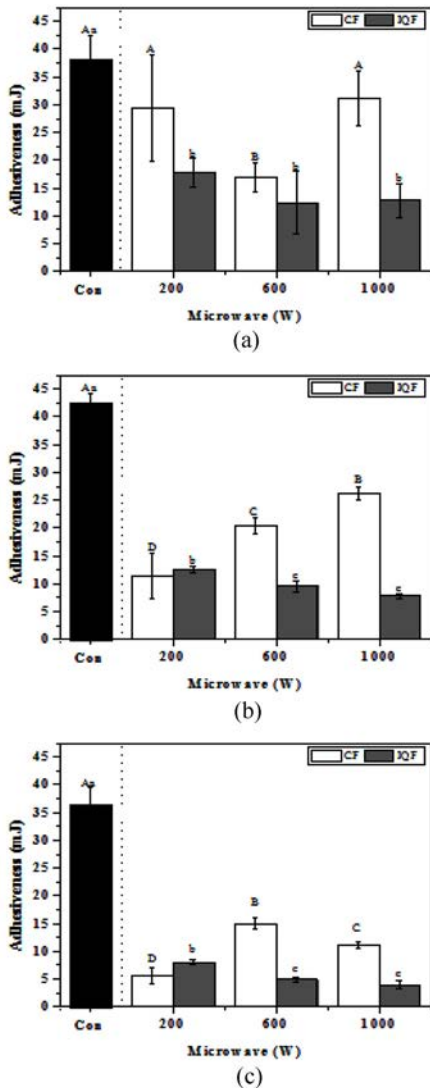 CF IQF
45
40
35
30
25
20
15
10
5
0
Adhesiveness (mJ)
Aa
A
b
B
b
A
b
Con 200 600 1000
Microwave (W)
(a)
CF IQF
45
40
35
30
25
20
15
10
5
0
Adhesiveness (mJ)
Aa
D
b
C
c
B
c
Con 200 600 1000
Microwave (W)
(b)
CF IQF
45
40
35
30
25
20
15
10
5
0
Adhesiveness (mJ)
Aa
D
b
B
c
C
c
Con 200 600 1000
Microwave (W)
(c)